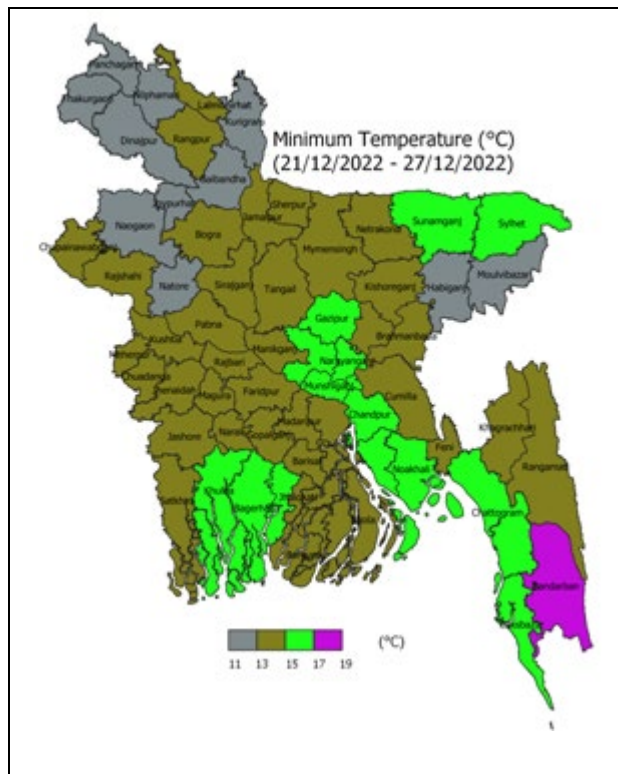 Panchagarh
Nilphamari
Thakurgaon
Lalmonirhat
Kurigram
Dinajpur
Rangpur
Minimum Temperature (°C)
(21/12/2022 - 27/12/2022)
Gaibandha
Joypurhat
Sherpur
Naogaon
Jamalpur
Netrakona
Sunamganj
Sylhet
Bogra
Mymensingh
Chapainawabganj
Rajshahi
Natore
Sirajganj
Tangail
Kishoreganj
Habiganj
Moulvibazar
Gazipur
Pabna
Kushtia
Manikganj
Narayanganj
Brahmanbaria
Meherpur
Rajbari
Chuadanga
Munshiganj
Jhenaidah
Magura
Faridpur
Cumilla
Khagrachhari
Madaripur
Chandpur
Jashore
Narail
Gopalganj
Feni
Rangamati
Barisal
Noakhali
Satkhira
Khulna
Bagerhat
Jhalokati
Bhola
Chattogram
Bandarban
(°C)
11 13 15 17 19